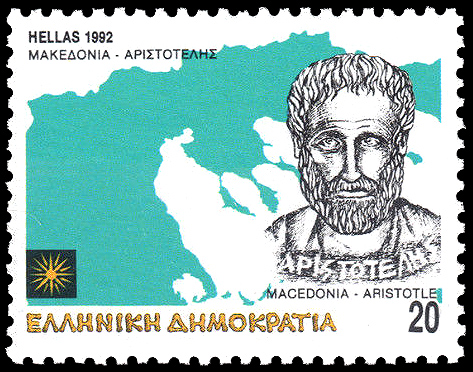 HELLAS 1992
ΜΑΚΕΔΟΝΙΑ - ΑΡΙΣΤΟΤΕΛΗΣ
ΑΡΙΣΤΟΤΕΛΗΣ
MACEDONIA - ARISTOTLE
ΕΛΛΗΝΙΚΗ ΔΗΜΟΚΡΑΤΙΑ
20